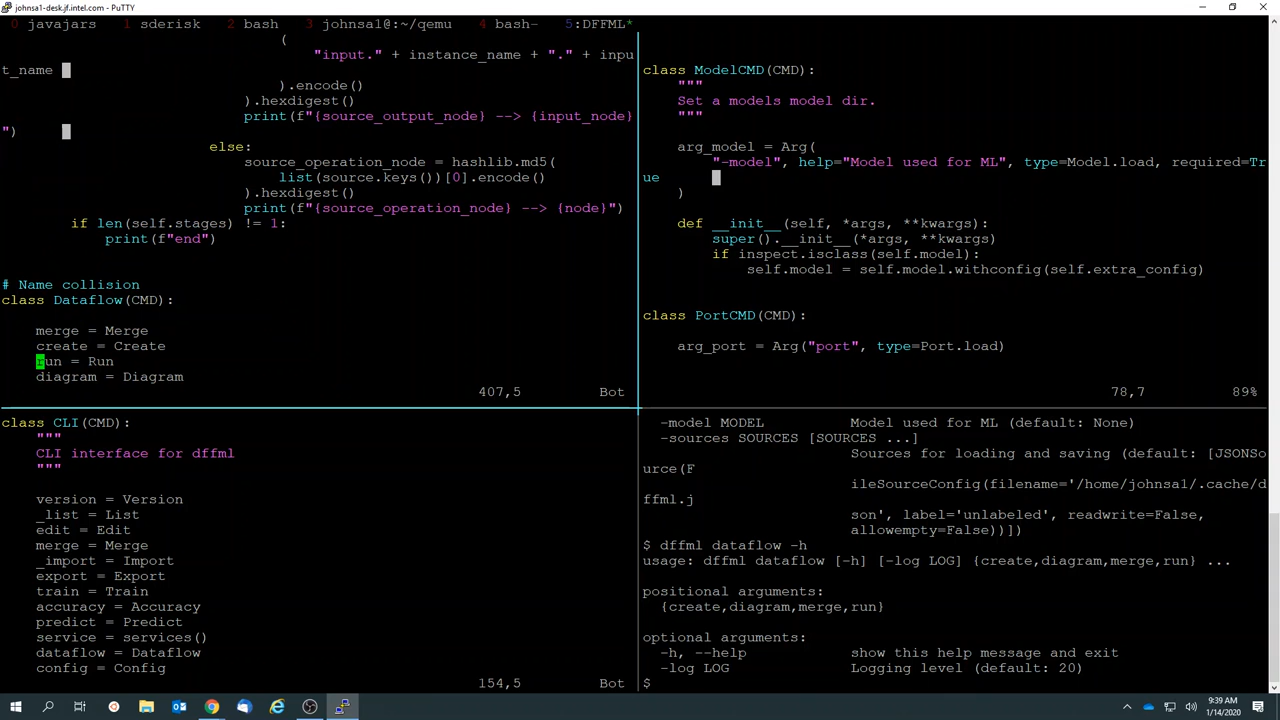 johnsa1-desk.jf.intel.com - PuTTY
0 javajars  1 sderisk  2 bash  3 johnsa1@:~/qemu  4 bash-  5:DFFML*
(
"input." + instance_name + "." + inpu
t_name
).encode()
).hexdigest()
print(f"{source_output_node} --> {input_node}
")
else:
source_operation_node = hashlib.md5(
list(source.keys())[0].encode()
).hexdigest()
print(f"{source_operation_node} --> {node}")
if len(self.stages) != 1:
print(f"end")
# Name collision
class Dataflow(CMD):
merge = Merge
create = Create
run = Run
diagram = Diagram
407,5 Bot
class ModelCMD(CMD):
"""
Set a models model dir.
"""
arg_model = Arg(
"-model", help="Model used for ML", type=Model.load, required=Tr
ue
)
def __init__(self, *args, **kwargs):
super().__init__(*args, **kwargs)
if inspect.isclass(self.model):
self.model = self.model.withconfig(self.extra_config)
class PortCMD(CMD):
arg_port = Arg("port", type=Port.load)
78,7 89%
class CLI(CMD):
"""
CLI interface for dffml
"""
version = Version
_list = List
edit = Edit
merge = Merge
_import = Import
export = Export
train = Train
accuracy = Accuracy
predict = Predict
service = services()
dataflow = Dataflow
config = Config
154,5 Bot
-model MODEL Model used for ML (default: None)
-sources SOURCES [SOURCES ...]
Sources for loading and saving (default: [JSONSo
urce(F
ileSourceConfig(filename='/home/johnsa1/.cache/d
ffml.j
son', label='unlabeled', readwrite=False,
allowempty=False))])
$ dffml dataflow -h
usage: dffml dataflow [-h] [-log LOG] {create,diagram,merge,run} ...
positional arguments:
{create,diagram,merge,run}
optional arguments:
-h, --help show this help message and exit
-log LOG Logging level (default: 20)
$
9:39 AM
1/14/2020